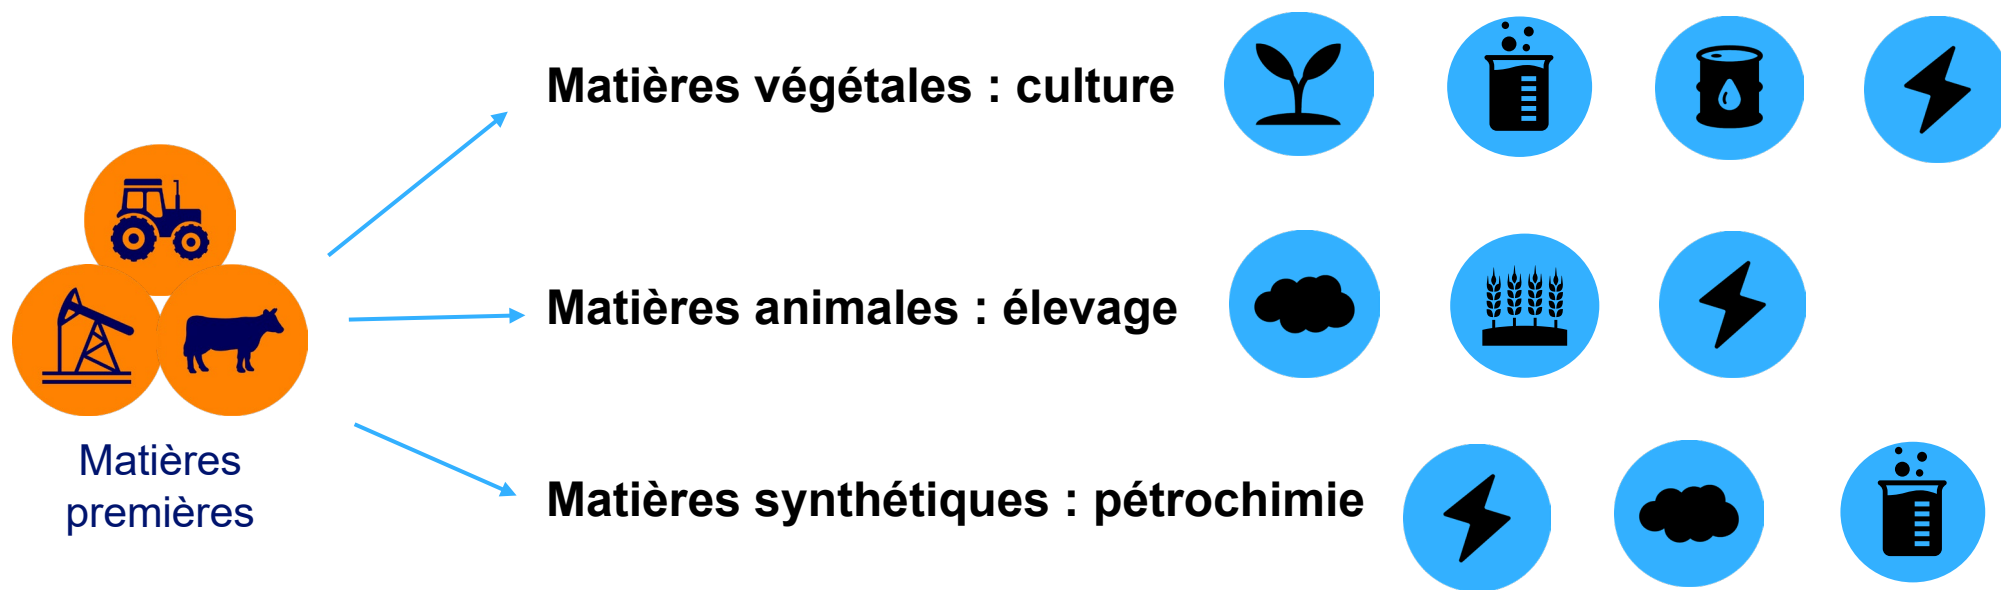 Matières végétales : culture
Matières animales : élevage
Matières
premières
Matières synthétiques : pétrochimie